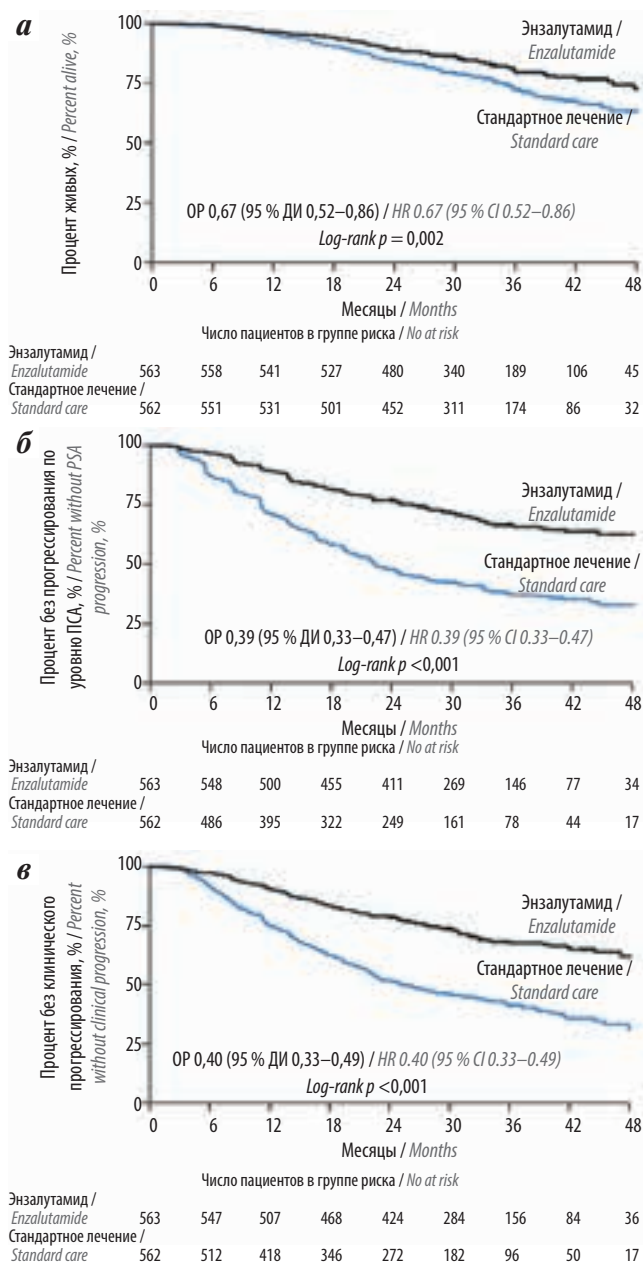 а
Процент живых, % / Percent alive, %
100
75
50
25
0
Энзалутамид /
Enzalutamide
Стандартное лечение /
Standard care
ОР 0,67 (95 % ДИ 0,52–0,86) / HR 0.67 (95 % CI 0.52–0.86)
Log-rank p = 0,002
0 6 12 18 24 30 36 42 48
Месяцы / Months
Число пациентов в группе риска / No at risk
Энзалутамид /
Enzalutamide 563 558 541 527 480 340 189 106 45
Стандартное лечение /
Standard care 562 551 531 501 452 311 174 86 32
б
Процент без прогрессирования по
уровню ПСА, % / Percent without PSA
progression, %
100
75
50
25
0
Энзалутамид /
Enzalutamide
Стандартное лечение /
Standard care
ОР 0,39 (95 % ДИ 0,33–0,47) / HR 0.39 (95 % CI 0.33–0.47)
Log-rank p <0,001
0 6 12 18 24 30 36 42 48
Месяцы / Months
Число пациентов в группе риска / No at risk
Энзалутамид /
Enzalutamide 563 548 500 455 411 269 146 77 34
Стандартное лечение /
Standard care 562 486 395 322 249 161 78 44 17
в
Процент без клинического
прогрессирования, % / Percent
without clinical progression, %
100
75
50
25
0
Энзалутамид /
Enzalutamide
Стандартное лечение /
Standard care
ОР 0,40 (95 % ДИ 0,33–0,49) / HR 0.40 (95 % CI 0.33–0.49)
Log-rank p <0,001
0 6 12 18 24 30 36 42 48
Месяцы / Months
Число пациентов в группе риска / No at risk
Энзалутамид /
Enzalutamide 563 547 507 468 424 284 156 84 36
Стандартное лечение /
Standard care 562 512 418 346 272 182 96 50 17